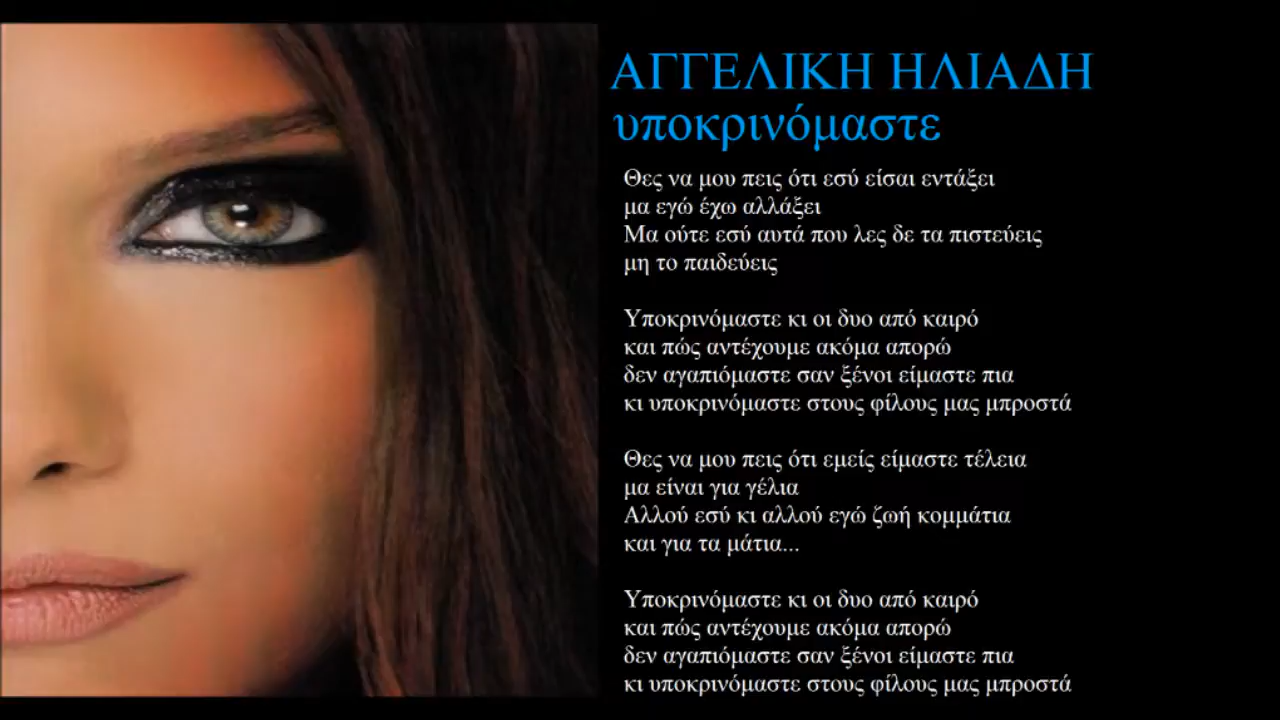 ΑΓΓΕΛΙΚΗ ΗΛΙΑΔΗ
υποκρινόμαστε
Θες να μου πεις ότι εσύ είσαι εντάξει
μα εγώ έχω αλλάξει
Μα ούτε εσύ αυτά που λες δε τα πιστεύεις
μη το παιδεύεις
Υποκρινόμαστε κι οι δυο από καιρό
και πώς αντέχουμε ακόμα απορώ
δεν αγαπιόμαστε σαν ξένοι είμαστε πια
κι υποκρινόμαστε στους φίλους μας μπροστά
Θες να μου πεις ότι εμείς είμαστε τέλεια
μα είναι για γέλια
Αλλού εσύ κι αλλού εγώ ζωή κομμάτια
και για τα μάτια...
Υποκρινόμαστε κι οι δυο από καιρό
και πώς αντέχουμε ακόμα απορώ
δεν αγαπιόμαστε σαν ξένοι είμαστε πια
κι υποκρινόμαστε στους φίλους μας μπροστά